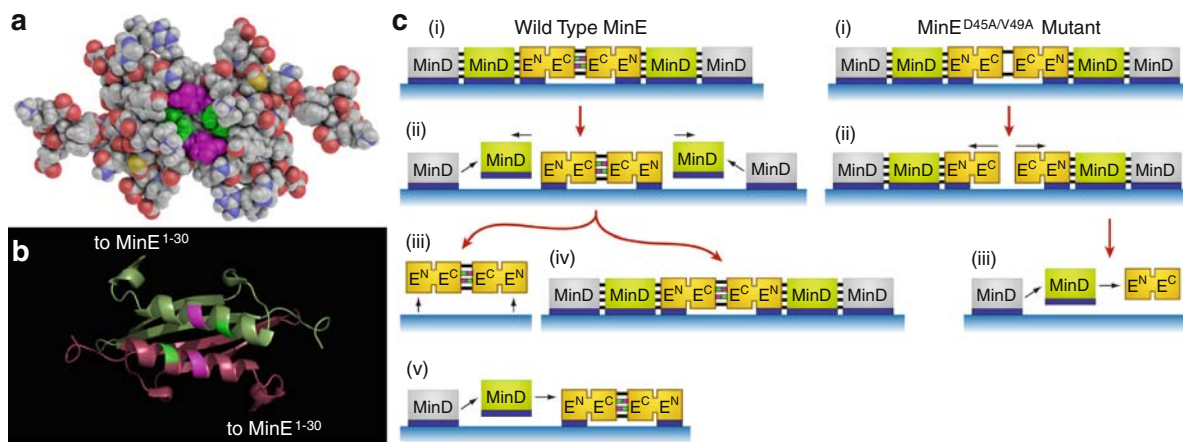 a
b
to MinE1-30
to MinE1-30
c
Wild Type MinE
(i)
MinD MinD EN EC EC EN MinD MinD
(ii)
MinD MinD EN EC EC EN MinD MinD
(iii)
EN EC EC EN
(iv)
MinD MinD EN EC EC EN MinD MinD
(v)
MinD MinD EN EC EC EN
MinED45A/V49A Mutant
(i)
MinD MinD EN EC EC EN MinD MinD
(ii)
MinD MinD EN EC EC EN MinD MinD
(iii)
MinD MinD EN EC